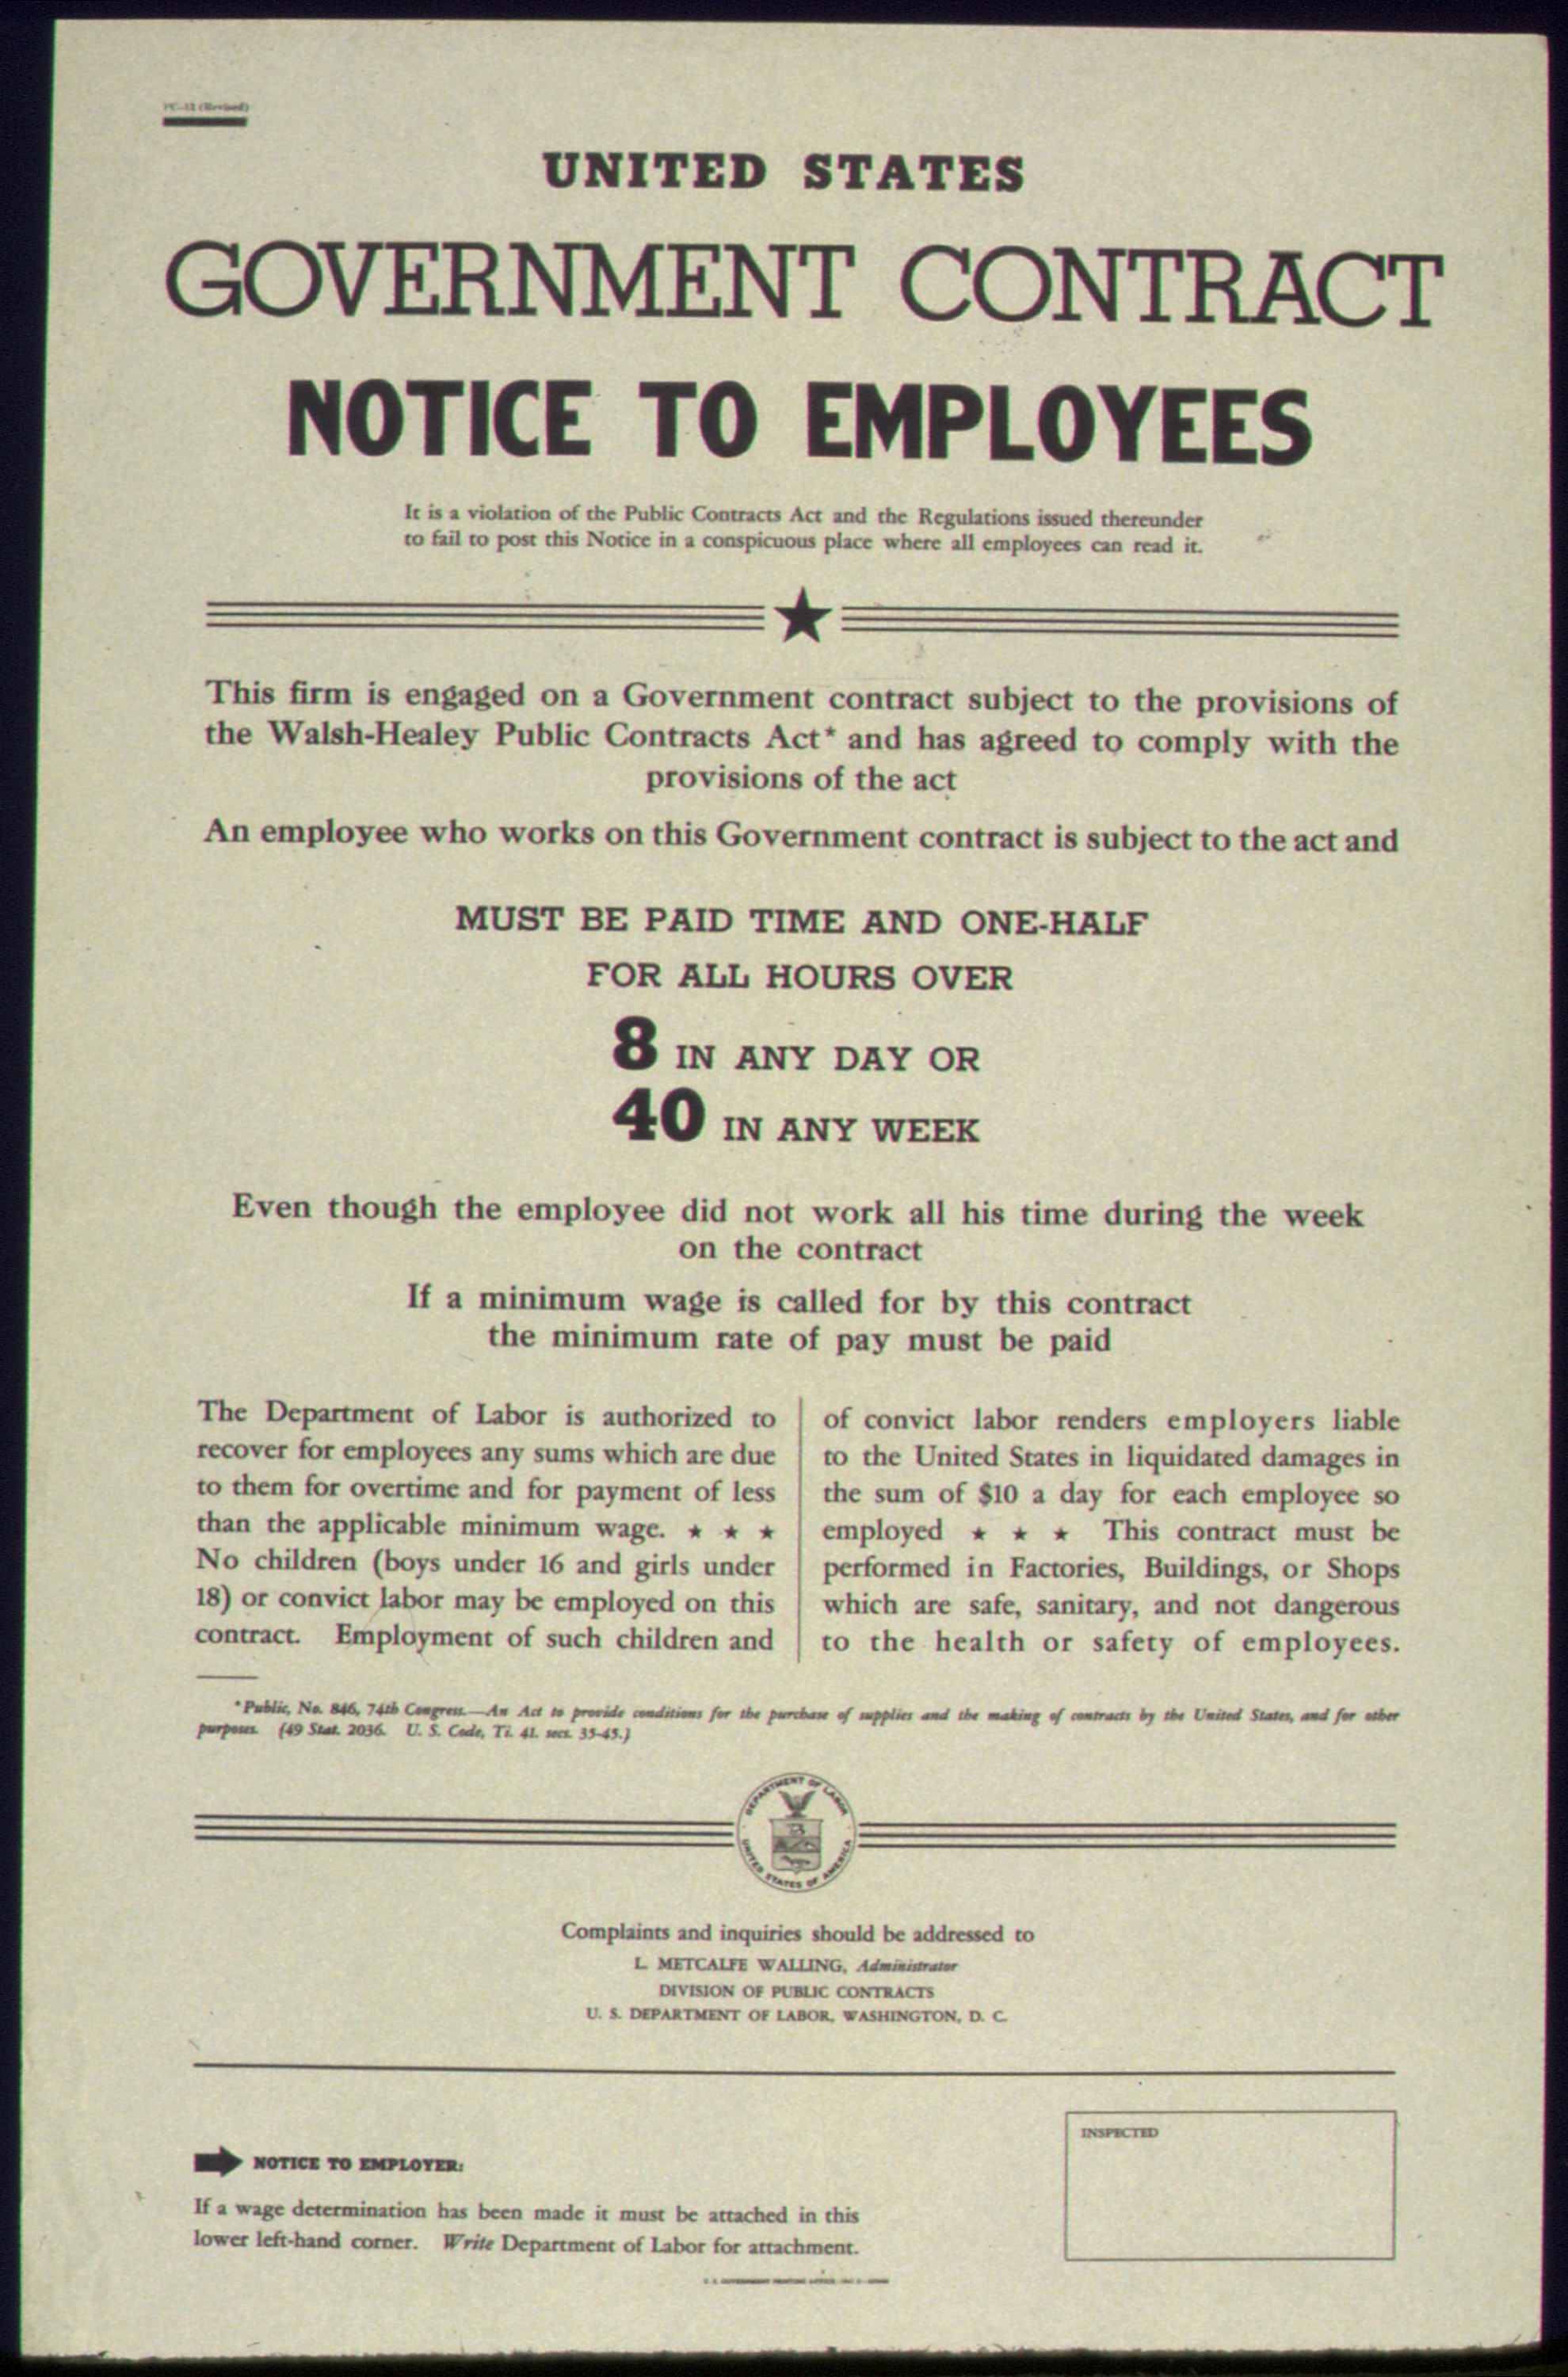 UNITED STATES
GOVERNMENT CONTRACT
NOTICE TO EMPLOYEES
It is a violation of the Public Contracts Act and the Regulations issued thereunder
to fail to post this Notice in a conspicuous place where all employees can read it.
This firm is engaged on a Government contract subject to the provisions of
the Walsh-Healey Public Contracts Act* and has agreed to comply with the
provisions of the act
An employee who works on this Government contract is subject to the act and
MUST BE PAID TIME AND ONE-HALF
FOR ALL HOURS OVER
8 IN ANY DAY OR
40 IN ANY WEEK
Even though the employee did not work all his time during the week
on the contract
If a minimum wage is called for by this contract
the minimum rate of pay must be paid
The Department of Labor is authorized to
recover for employees any sums which are due
to them for overtime and for payment of less
than the applicable minimum wage. ★ ★ ★
No children (boys under 16 and girls under
18) or convict labor may be employed on this
contract. Employment of such children and
of convict labor renders employers liable
to the United States in liquidated damages in
the sum of $10 a day for each employee so
employed ★ ★ ★ This contract must be
performed in Factories, Buildings, or Shops
which are safe, sanitary, and not dangerous
to the health or safety of employees.
*Public, No. 846, 74th Congress.—An Act to provide conditions for the purchase of supplies and the making of contracts by the United States, and for other
purposes. (49 Stat. 2036. U. S. Code, Ti. 41. secs. 35-45.)
DEPARTMENT OF LABOR
UNITED STATES OF AMERICA
Complaints and inquiries should be addressed to
L. METCALFE WALLING, Administrator
DIVISION OF PUBLIC CONTRACTS
U. S. DEPARTMENT OF LABOR, WASHINGTON, D. C.
INSPECTED
NOTICE TO EMPLOYER:
If a wage determination has been made it must be attached in this
lower left-hand corner. Write Department of Labor for attachment.